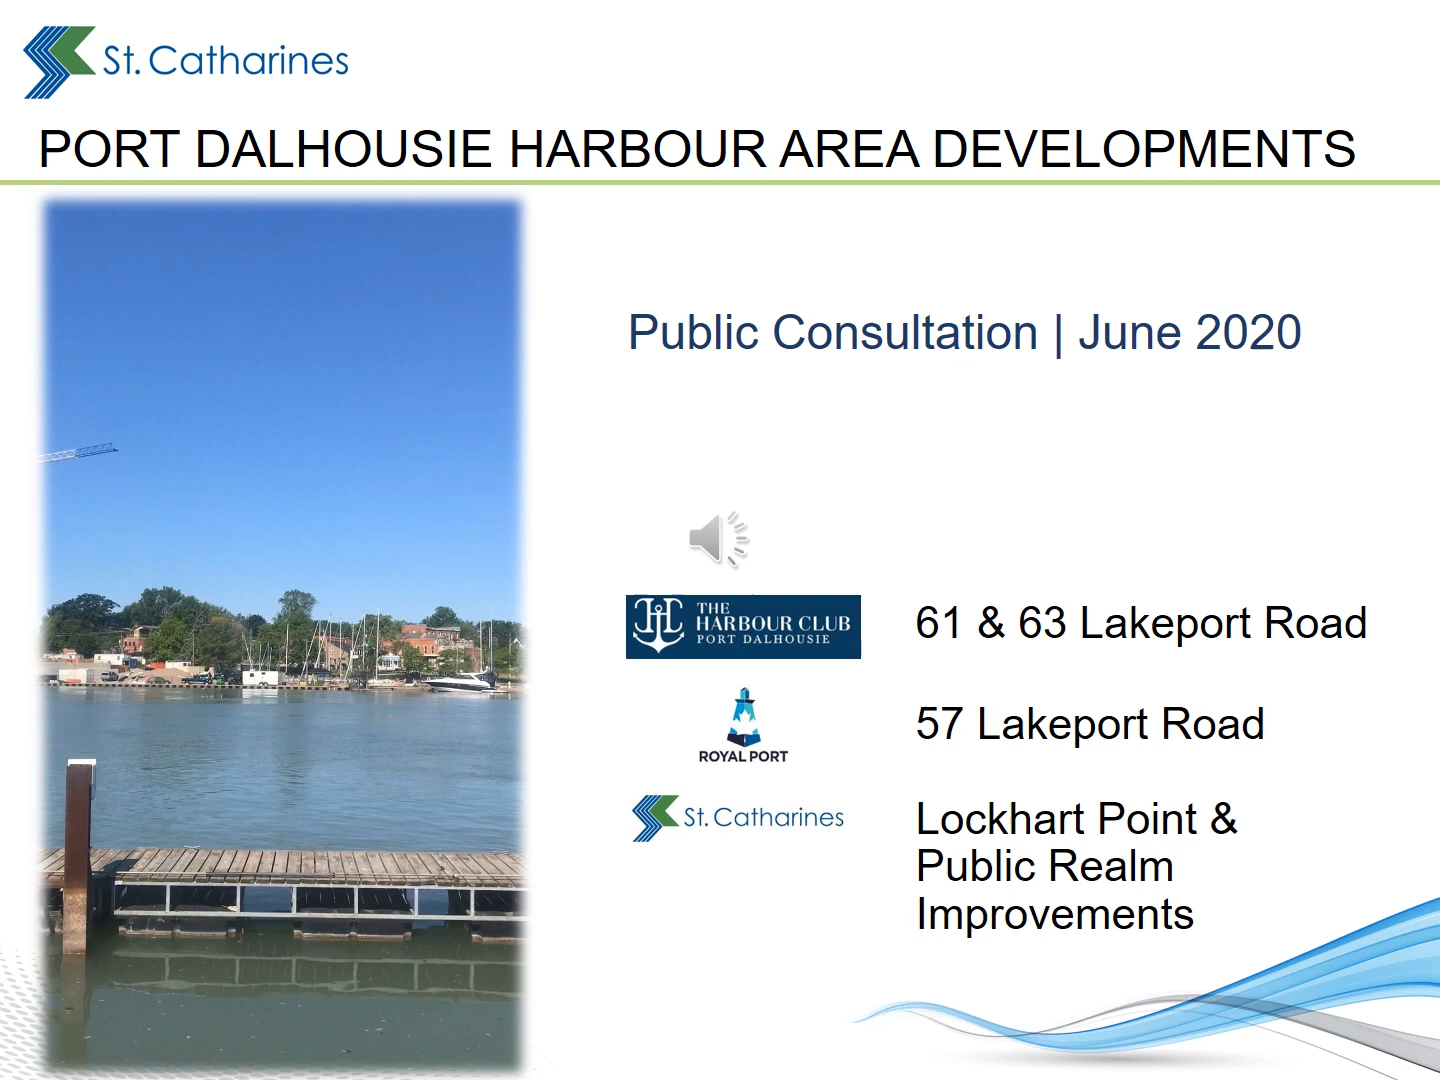 St. Catharines
PORT DALHOUSIE HARBOUR AREA DEVELOPMENTS
Public Consultation | June 2020
THE
HARBOUR CLUB
PORT DALHOUSIE
61 & 63 Lakeport Road
ROYAL PORT
57 Lakeport Road
St. Catharines
Lockhart Point &
Public Realm
Improvements